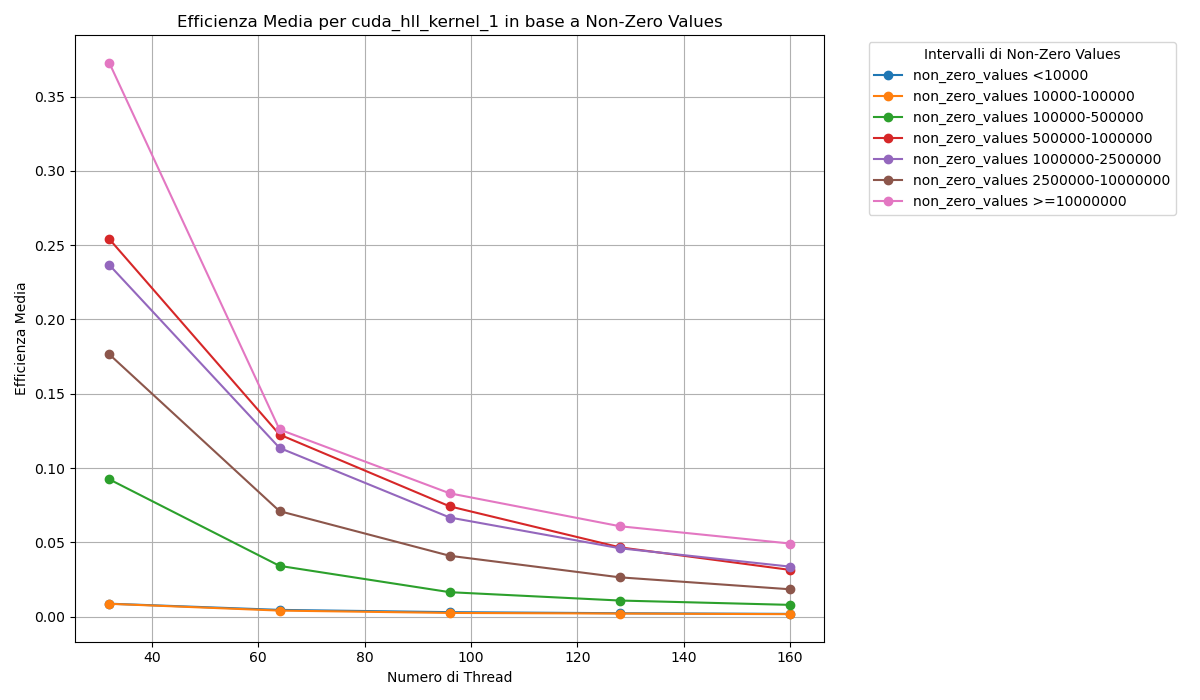 Efficienza Media per cuda_hll_kernel_1 in base a Non-Zero Values
Efficienza Media
0.35
0.30
0.25
0.20
0.15
0.10
0.05
0.00
40 60 80 100 120 140 160
Numero di Thread
Intervalli di Non-Zero Values
non_zero_values <10000
non_zero_values 10000-100000
non_zero_values 100000-500000
non_zero_values 500000-1000000
non_zero_values 1000000-2500000
non_zero_values 2500000-10000000
non_zero_values >=10000000